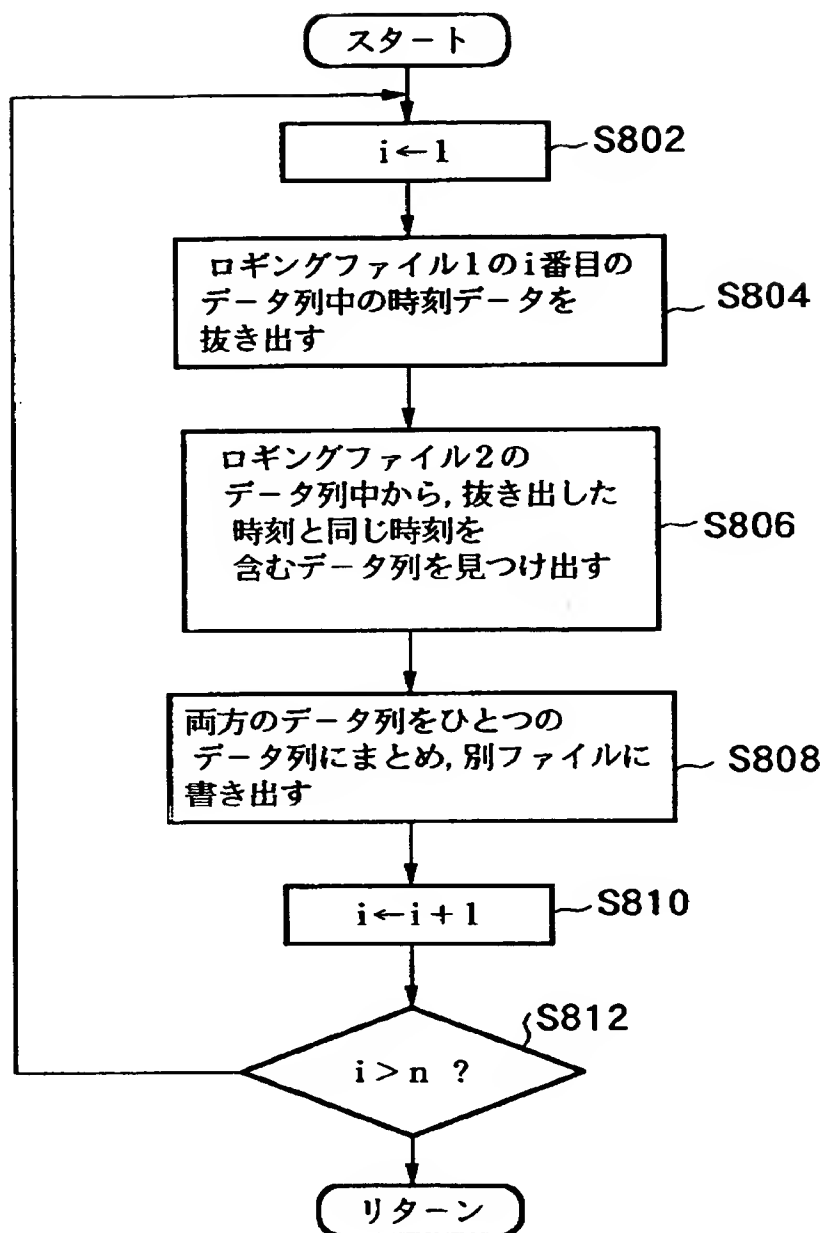 スタート
i←1
S802
ロギングファイル1のi番目の
データ列中の時刻データを
抜き出す
S804
ロギングファイル2の
データ列中から,抜き出した
時刻と同じ時刻を
含むデータ列を見つけ出す
S806
両方のデータ列をひとつの
データ列にまとめ,別ファイルに
書き出す
S808
i←i+1
S810
S812
i>n ?
リターン